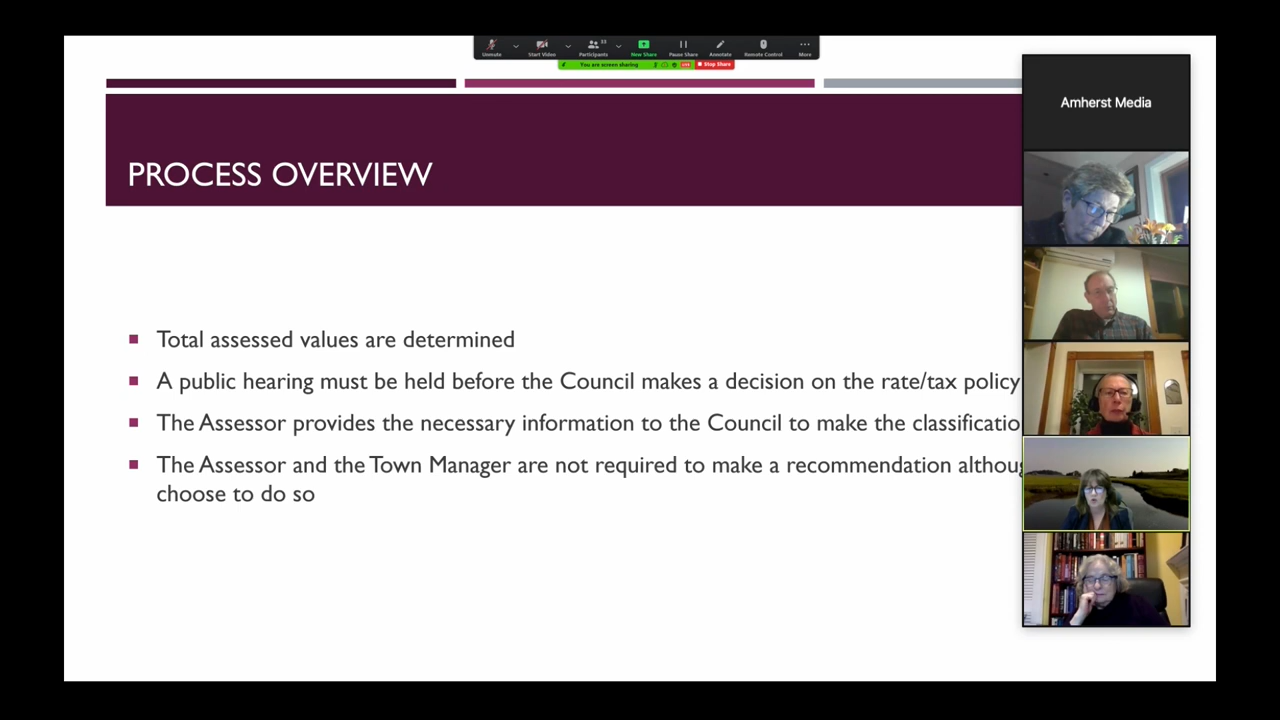 Unmute
Start Video
Participants
33
New Share
Pause Share
Annotate
Remote Control
More
You are screen sharing
Stop Share
Amherst Media
PROCESS OVERVIEW
Total assessed values are determined
A public hearing must be held before the Council makes a decision on the rate/tax policy
The Assessor provides the necessary information to the Council to make the classificatio
The Assessor and the Town Manager are not required to make a recommendation althoug
choose to do so